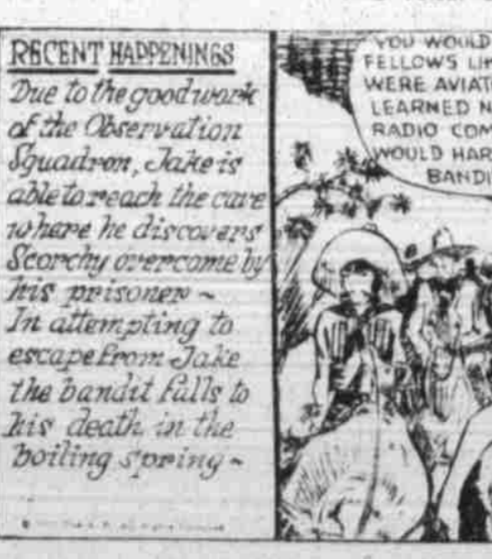 RECENT HAPPENINGS
Due to the good work
of the Observation
Squadron, Jake is
able to reach the cave
where he discovers
Scorchy overcome by
his prisoner ~
In attempting to
escape from Jake
the bandit falls to
his death in the
boiling spring ~
YOU WOULD
FELLOWS LI
WERE AVIAT
LEARNED N
RADIO COM
WOULD HAR
BANDI